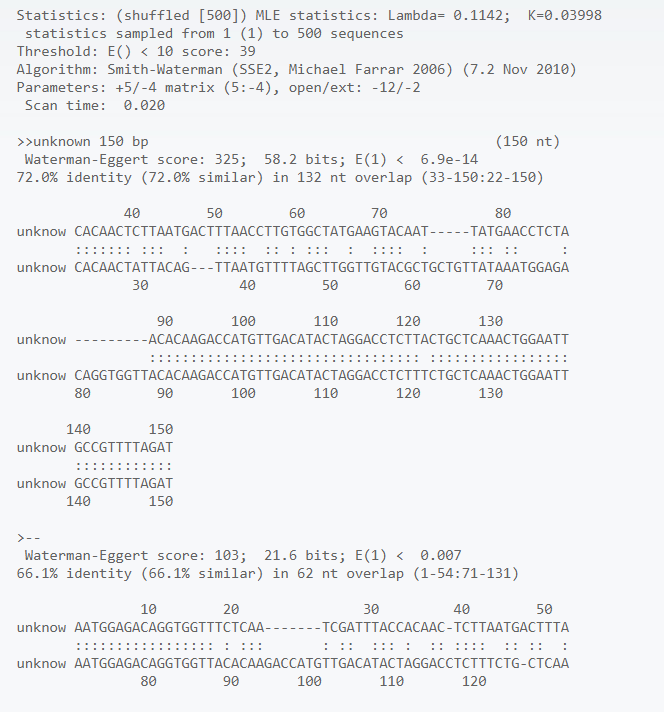 Statistics: (shuffled [500]) MLE statistics: Lambda= 0.1142;  K=0.03998
 statistics sampled from 1 (1) to 500 sequences
Threshold: E() < 10 score: 39
Algorithm: Smith-Waterman (SSE2, Michael Farrar 2006) (7.2 Nov 2010)
Parameters: +5/-4 matrix (5:-4), open/ext: -12/-2
 Scan time:  0.020
>>unknown 150 bp                                          (150 nt)
 Waterman-Eggert score: 325;  58.2 bits; E(1) <  6.9e-14
72.0% identity (72.0% similar) in 132 nt overlap (33-150:22-150)
             40        50        60        70          80
unknow CACAACTCTTAATGACTTTAACCTTGTGGCTATGAAGTACAAT-----TATGAACCTCTA
       ::::::: :::  :   ::::  :: : :::  :  ::::  :     ::: ::     :
unknow CACAACTATTACAG---TTAATGTTTTAGCTTGGTTGTACGCTGCTGTTATAAATGGAGA
              30           40        50        60        70
                 90       100       110       120       130
unknow ---------ACACAAGACCATGTTGACATACTAGGACCTCTTACTGCTCAAACTGGAATT
                ::::::::::::::::::::::::::::::::: :::::::::::::::::
unknow CAGGTGGTTACACAAGACCATGTTGACATACTAGGACCTCTTTCTGCTCAAACTGGAATT
       80        90       100       110       120       130
      140       150
unknow GCCGTTTTAGAT
       ::::::::::::
unknow GCCGTTTTAGAT
      140       150
>--
 Waterman-Eggert score: 103;  21.6 bits; E(1) <  0.007
66.1% identity (66.1% similar) in 62 nt overlap (1-54:71-131)
               10        20               30         40        50
unknow AATGGAGACAGGTGGTTTCTCAA-------TCGATTTACCACAAC-TCTTAATGACTTTA
       ::::::::::::::::: : :::       : ::  ::: :  :: ::::  :: ::  :
unknow AATGGAGACAGGTGGTTACACAAGACCATGTTGACATACTAGGACCTCTTTCTG-CTCAA
               80        90       100       110       120